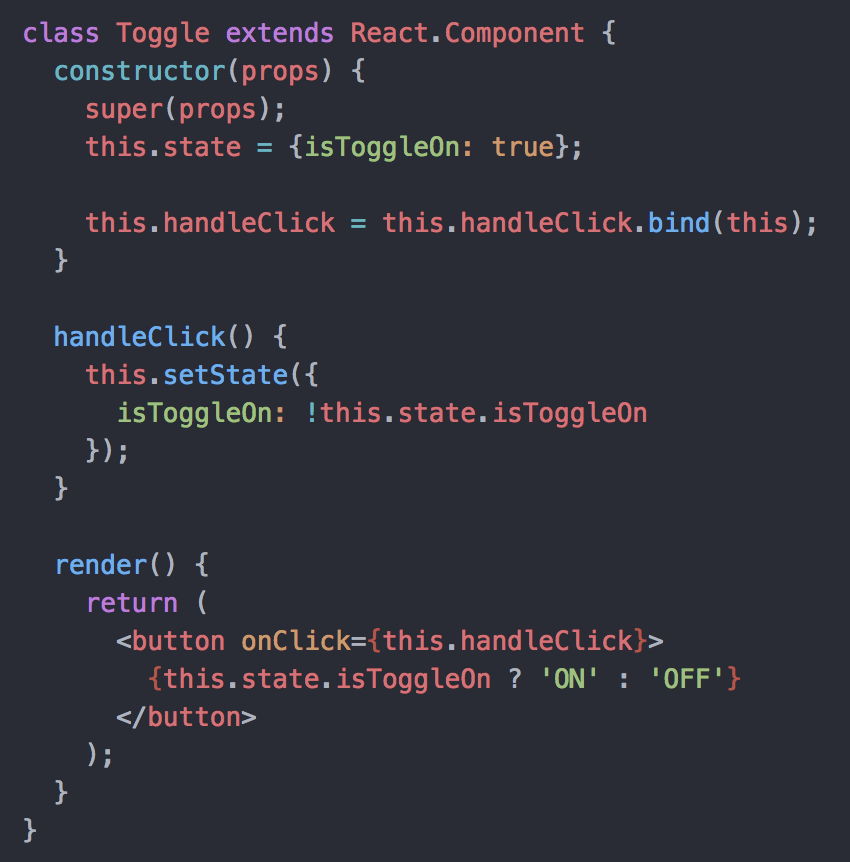 class Toggle extends React.Component {
  constructor(props) {
    super(props);
    this.state = {isToggleOn: true};

    this.handleClick = this.handleClick.bind(this);
  }

  handleClick() {
    this.setState({
      isToggleOn: !this.state.isToggleOn
    });
  }

  render() {
    return (
      <button onClick={this.handleClick}>
        {this.state.isToggleOn ? 'ON' : 'OFF'}
      </button>
    );
  }
}